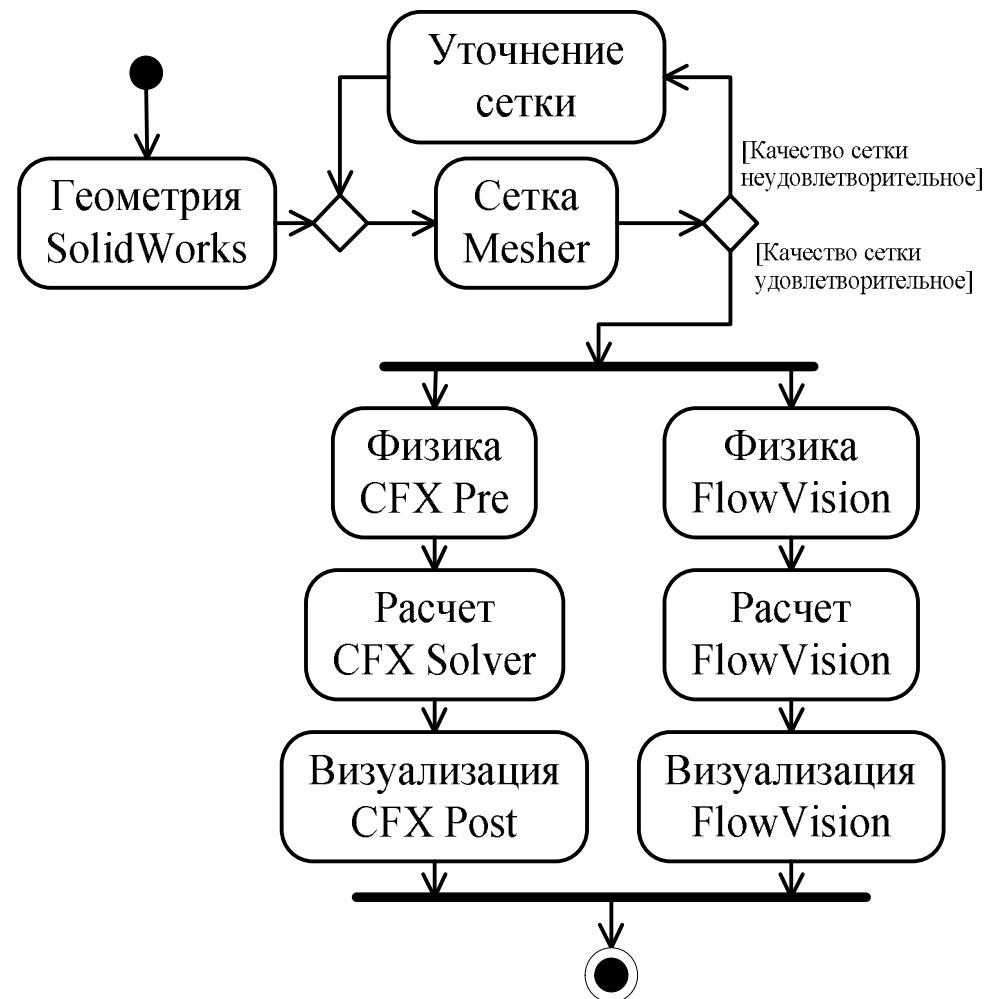 Уточнение
сетки
Геометрия
SolidWorks
Сетка
Mesher
[Качество сетки
неудовлетворительное]
[Качество сетки
удовлетворительное]
Физика
CFX Pre
Физика
FlowVision
Расчет
CFX Solver
Расчет
FlowVision
Визуализация
CFX Post
Визуализация
FlowVision